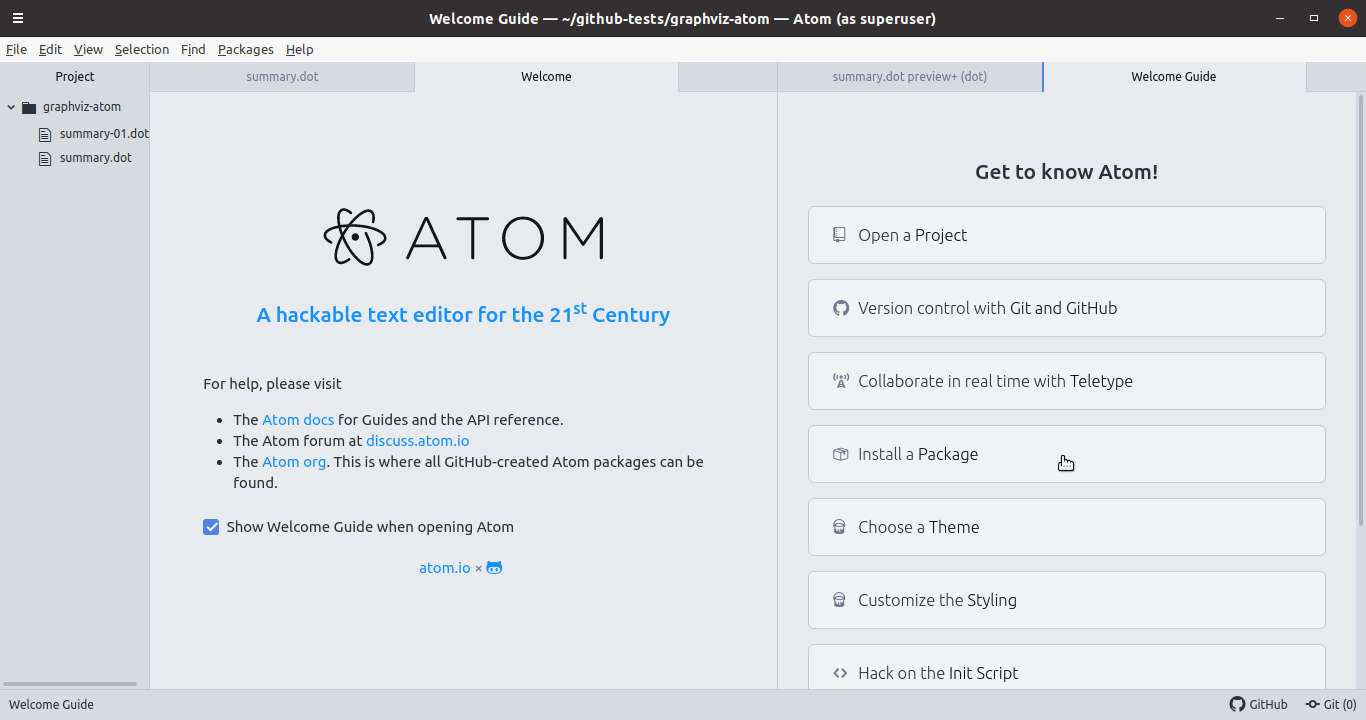 Welcome Guide — ~/github-tests/graphviz-atom — Atom (as superuser)
File Edit View Selection Find Packages Help
Project
summary.dot
Welcome
summary.dot preview+ (dot)
Welcome Guide
graphviz-atom
summary-01.dot
summary.dot
ATOM
A hackable text editor for the 21st Century
For help, please visit
• The Atom docs for Guides and the API reference.
• The Atom forum at discuss.atom.io
• The Atom org. This is where all GitHub-created Atom packages can be
found.
Show Welcome Guide when opening Atom
atom.io ×
Get to know Atom!
Open a Project
Version control with Git and GitHub
Collaborate in real time with Teletype
Install a Package
Choose a Theme
Customize the Styling
Hack on the Init Script
Welcome Guide
GitHub
Git (0)